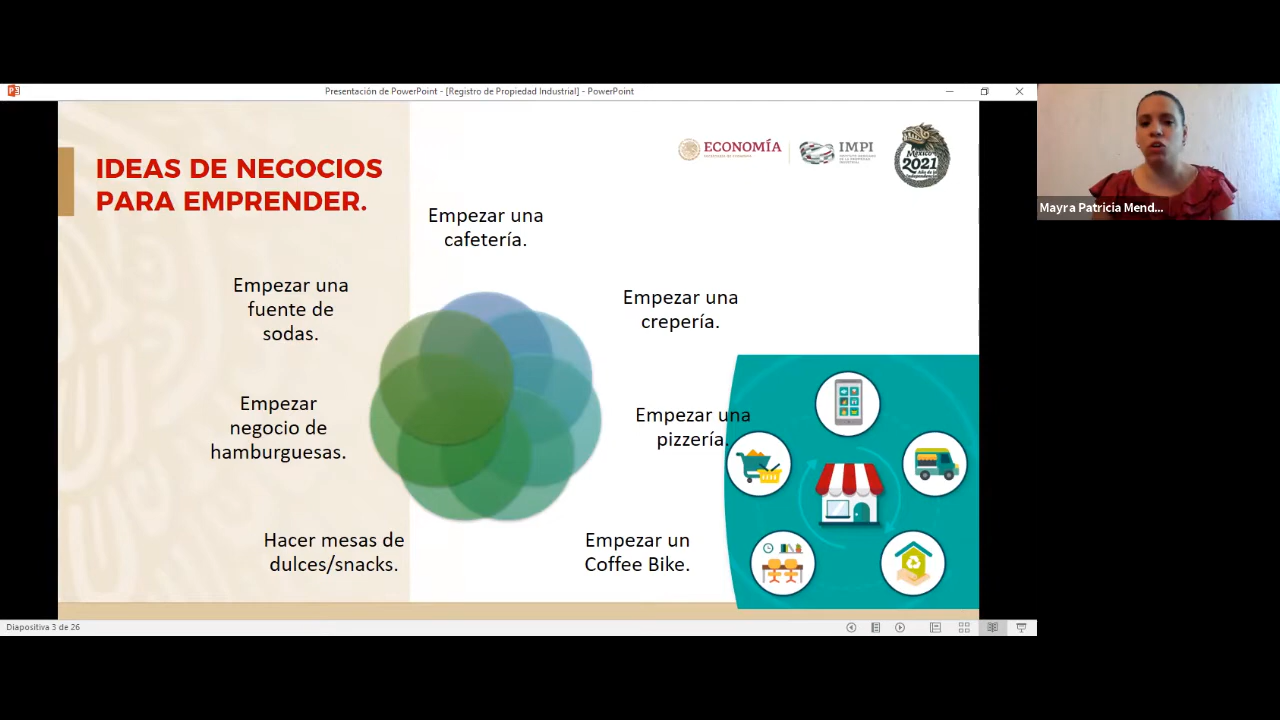 Presentación de PowerPoint - [Registro de Propiedad Industrial] - PowerPoint
IDEAS DE NEGOCIOS
PARA EMPRENDER.
ECONOMÍA
IMPI
México
2021
Empezar una
cafetería.
Empezar una
fuente de
sodas.
Empezar una
crepería.
Empezar
negocio de
hamburguesas.
Empezar una
pizzería.
Hacer mesas de
dulces/snacks.
Empezar un
Coffee Bike.
Mayra Patricia Mend...
Diapositiva 3 de 26